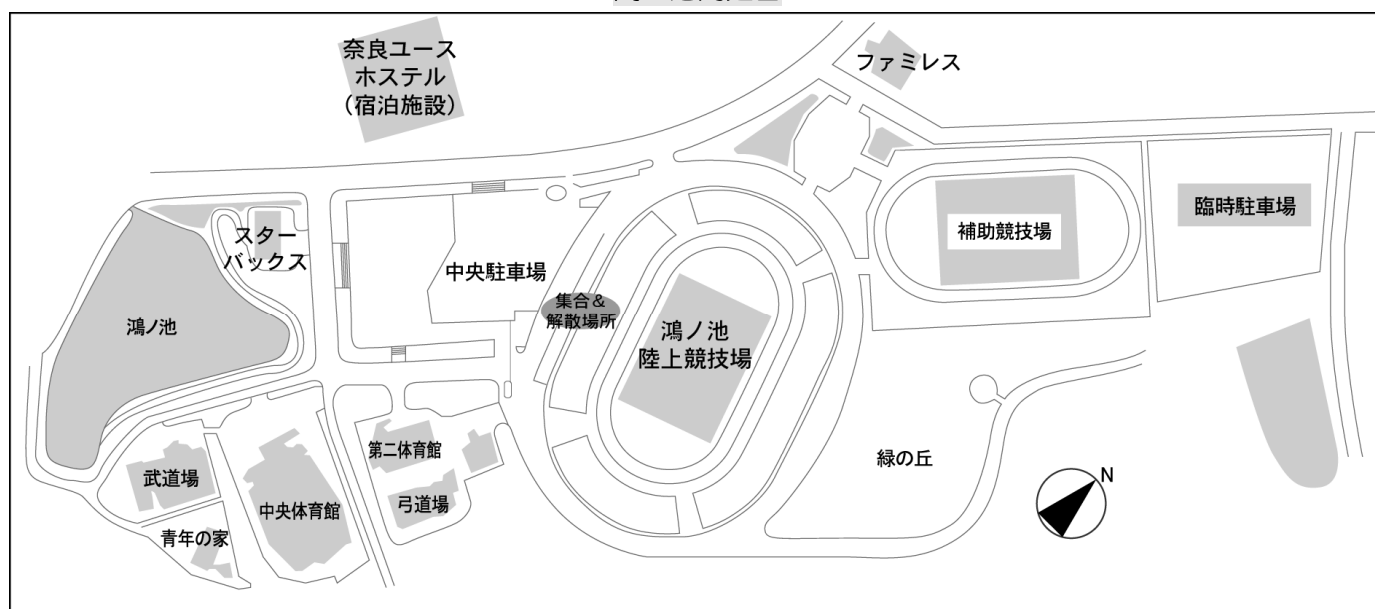 奈良ユース
ホステル
（宿泊施設）
ファミレス
スター
バックス
中央駐車場
補助競技場
臨時駐車場
集合＆
解散場所
鴻ノ池
鴻ノ池
陸上競技場
第二体育館
武道場
中央体育館
弓道場
青年の家
緑の丘
N